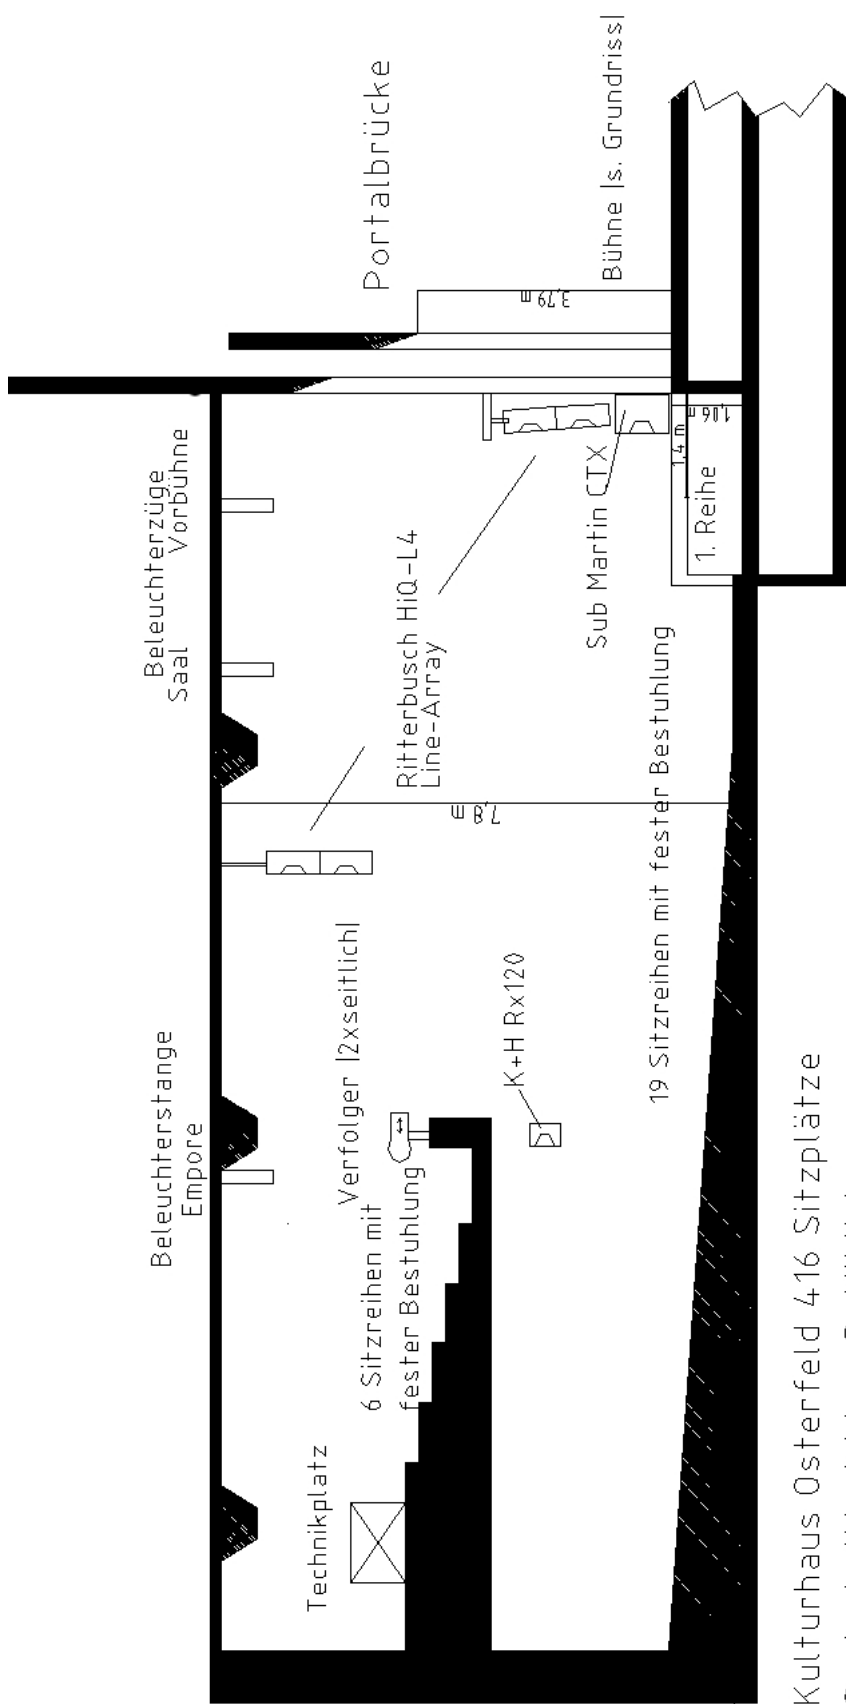 Beleuchterstange
Empore
Beleuchterzüge
Saal Vorbühne
Portalbrücke
Technikplatz
Verfolger (2xseitlich)
6 Sitzreihen mit
fester Bestuhlung
Ritterbusch HiQ-L4
Line-Array
7,8 m
K+H Rx120
3,79 m
Bühne (s. Grundriss)
Sub Martin CTX
19 Sitzreihen mit fester Bestuhlung
1,4 m
1,06 m
1. Reihe
Kulturhaus Osterfeld 416 Sitzplätze